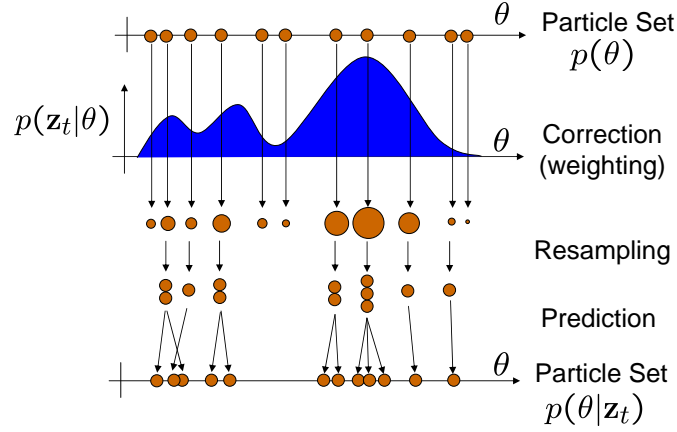 θ Particle Set
p(θ)
p(z_t|θ)
θ Correction
(weighting)
Resampling
Prediction
θ Particle Set
p(θ|z_t)